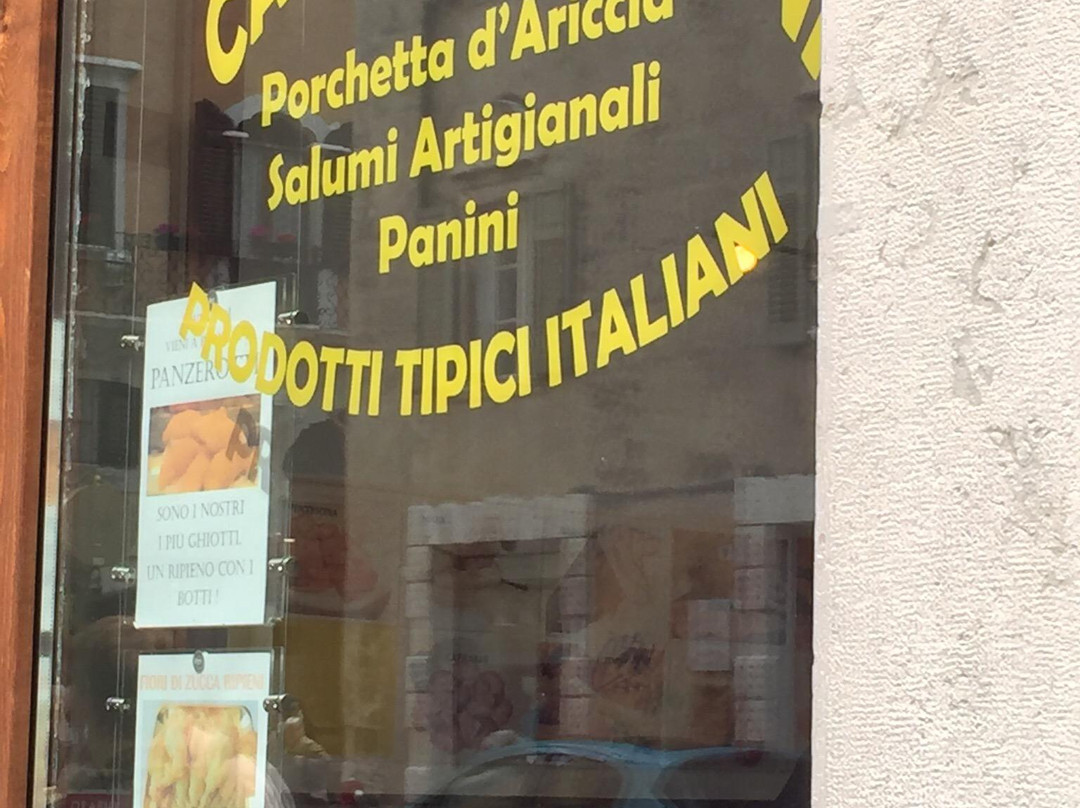 Porchetta d'Ariccia
Salumi Artigianali
Panini
PRODOTTI TIPICI ITALIANI
VIENI A
PANZERO
SONO I NOSTRI
I PIU GHIOTTI,
UN RIPIENO CON I
BOTTI !
FIORI DI ZUCCA RIPIENI